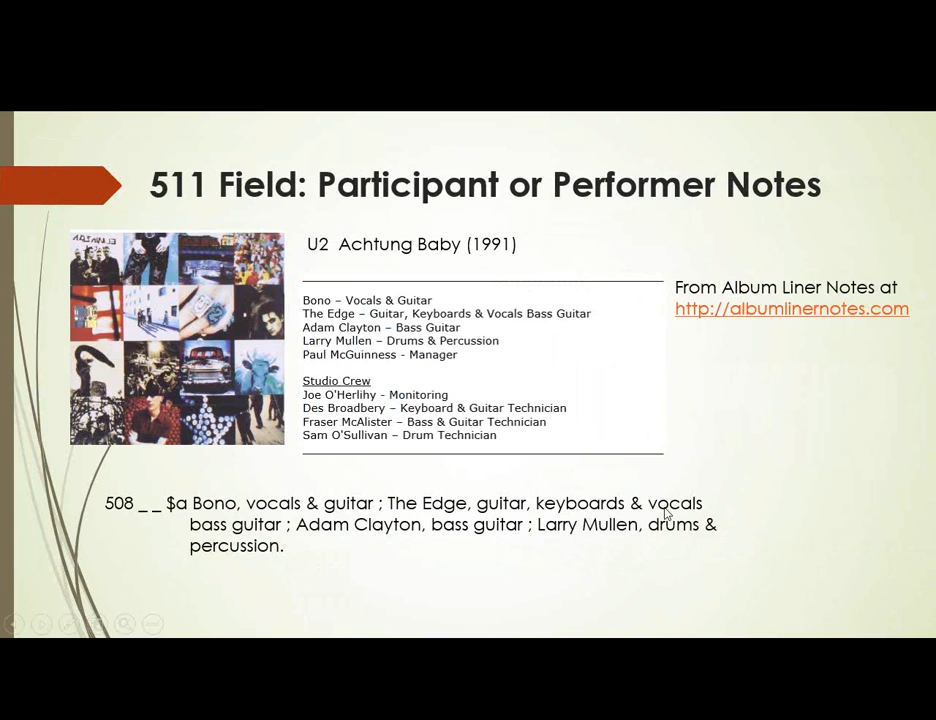 511 Field: Participant or Performer Notes
U2 Achtung Baby (1991)
From Album Liner Notes at
http://albumlinernotes.com
Bono – Vocals & Guitar
The Edge – Guitar, Keyboards & Vocals Bass Guitar
Adam Clayton – Bass Guitar
Larry Mullen – Drums & Percussion
Paul McGuinness - Manager
Studio Crew
Joe O'Herlihy - Monitoring
Des Broadbery – Keyboard & Guitar Technician
Fraser McAlister – Bass & Guitar Technician
Sam O'Sullivan – Drum Technician
508 _ _ $a Bono, vocals & guitar ; The Edge, guitar, keyboards & vocals
bass guitar ; Adam Clayton, bass guitar ; Larry Mullen, drums &
percussion.